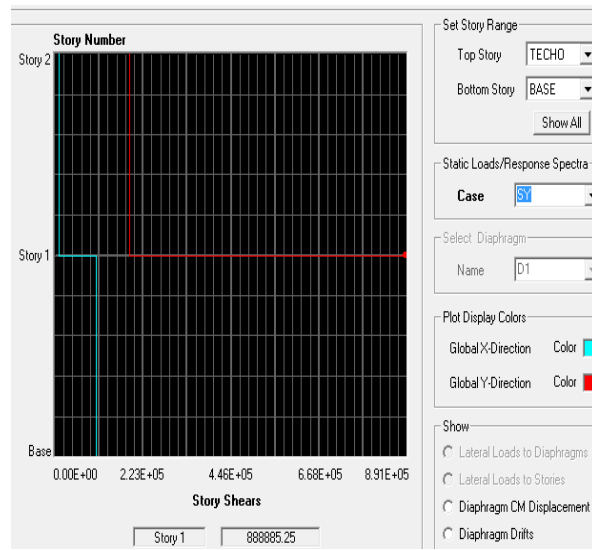 Story Number
Story 2
Story 1
Base
0.00E+00 2.23E+05 4.46E+05 6.68E+05 8.91E+05
Story Shears
Story 1 888885.25
Set Story Range
Top Story TECHO
Bottom Story BASE
Show All
Static Loads/Response Spectra
Case SY
Select Diaphragm
Name D1
Plot Display Colors
Global X-Direction Color
Global Y-Direction Color
Show
Lateral Loads to Diaphragms
Lateral Loads to Stories
Diaphragm CM Displacement
Diaphragm Drifts